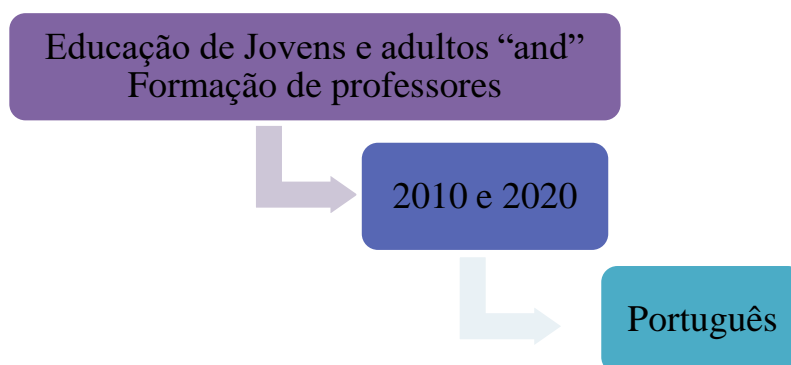 Educação de Jovens e adultos “and”
Formação de professores
2010 e 2020
Português